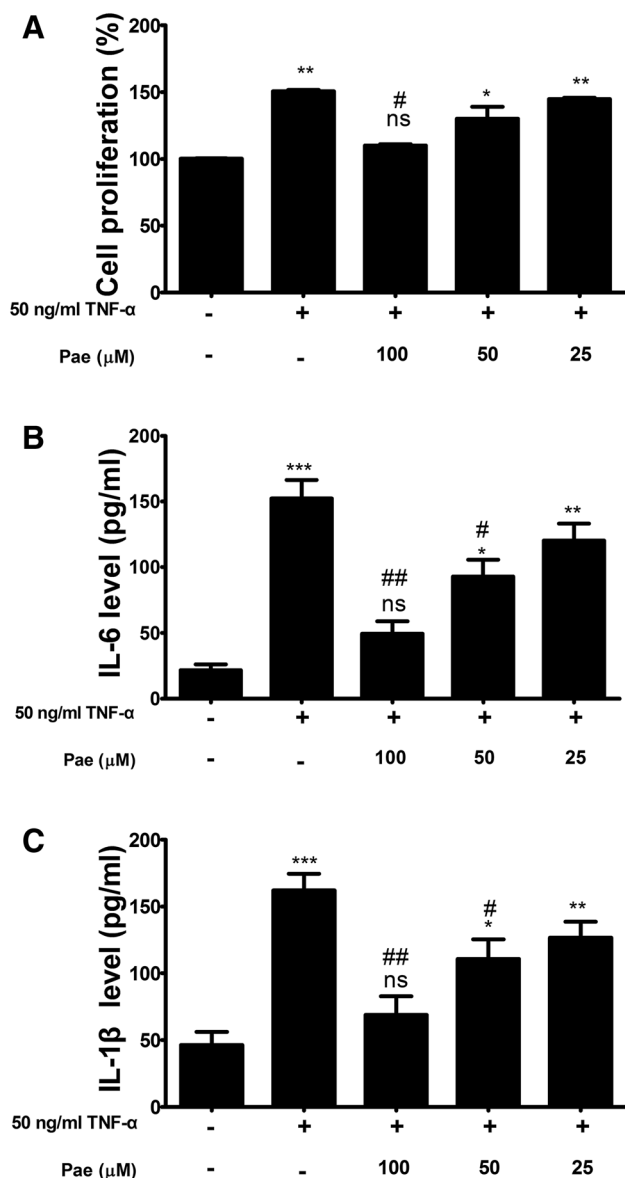 A
Cell proliferation (%)
200
150
100
50
0
**
#
ns
*
**
50 ng/ml TNF-α - + + + +
Pae (μM) - - 100 50 25
B
IL-6 level (pg/ml)
200
150
100
50
0
***
##
ns
#
*
**
50 ng/ml TNF-α - + + + +
Pae (μM) - - 100 50 25
C
IL-1β level (pg/ml)
200
150
100
50
0
***
##
ns
#
*
**
50 ng/ml TNF-α - + + + +
Pae (μM) - - 100 50 25